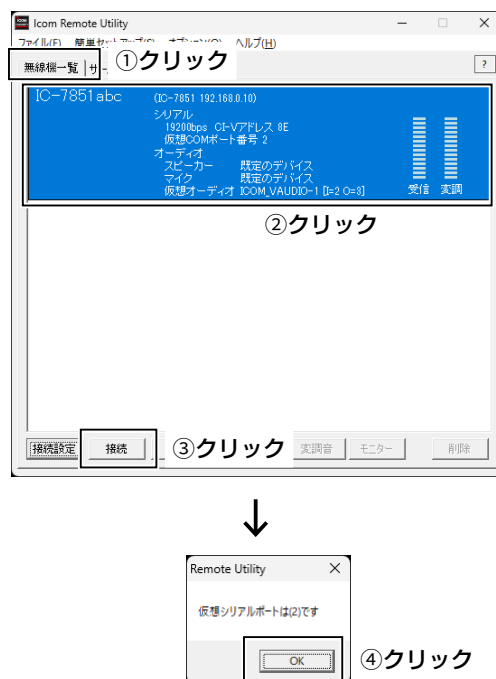 Icom Remote Utility
ファイル(F) ヘルプ(H)
無線機一覧 ①クリック ?
IC-7851abc (IC-7851 192.168.0.10)
シリアル
19200bps CI-Vアドレス 8E
仮想COMポート番号 2
オーディオ
スピーカー 既定のデバイス
マイク 既定のデバイス
仮想オーディオ ICOM_VAUDIO-1 [I=2 O=3] 受信 変調
②クリック
接続設定 接続 ③クリック 変調音 モニター 削除
↓
Remote Utility
仮想シリアルポートは(2)です
OK ④クリック